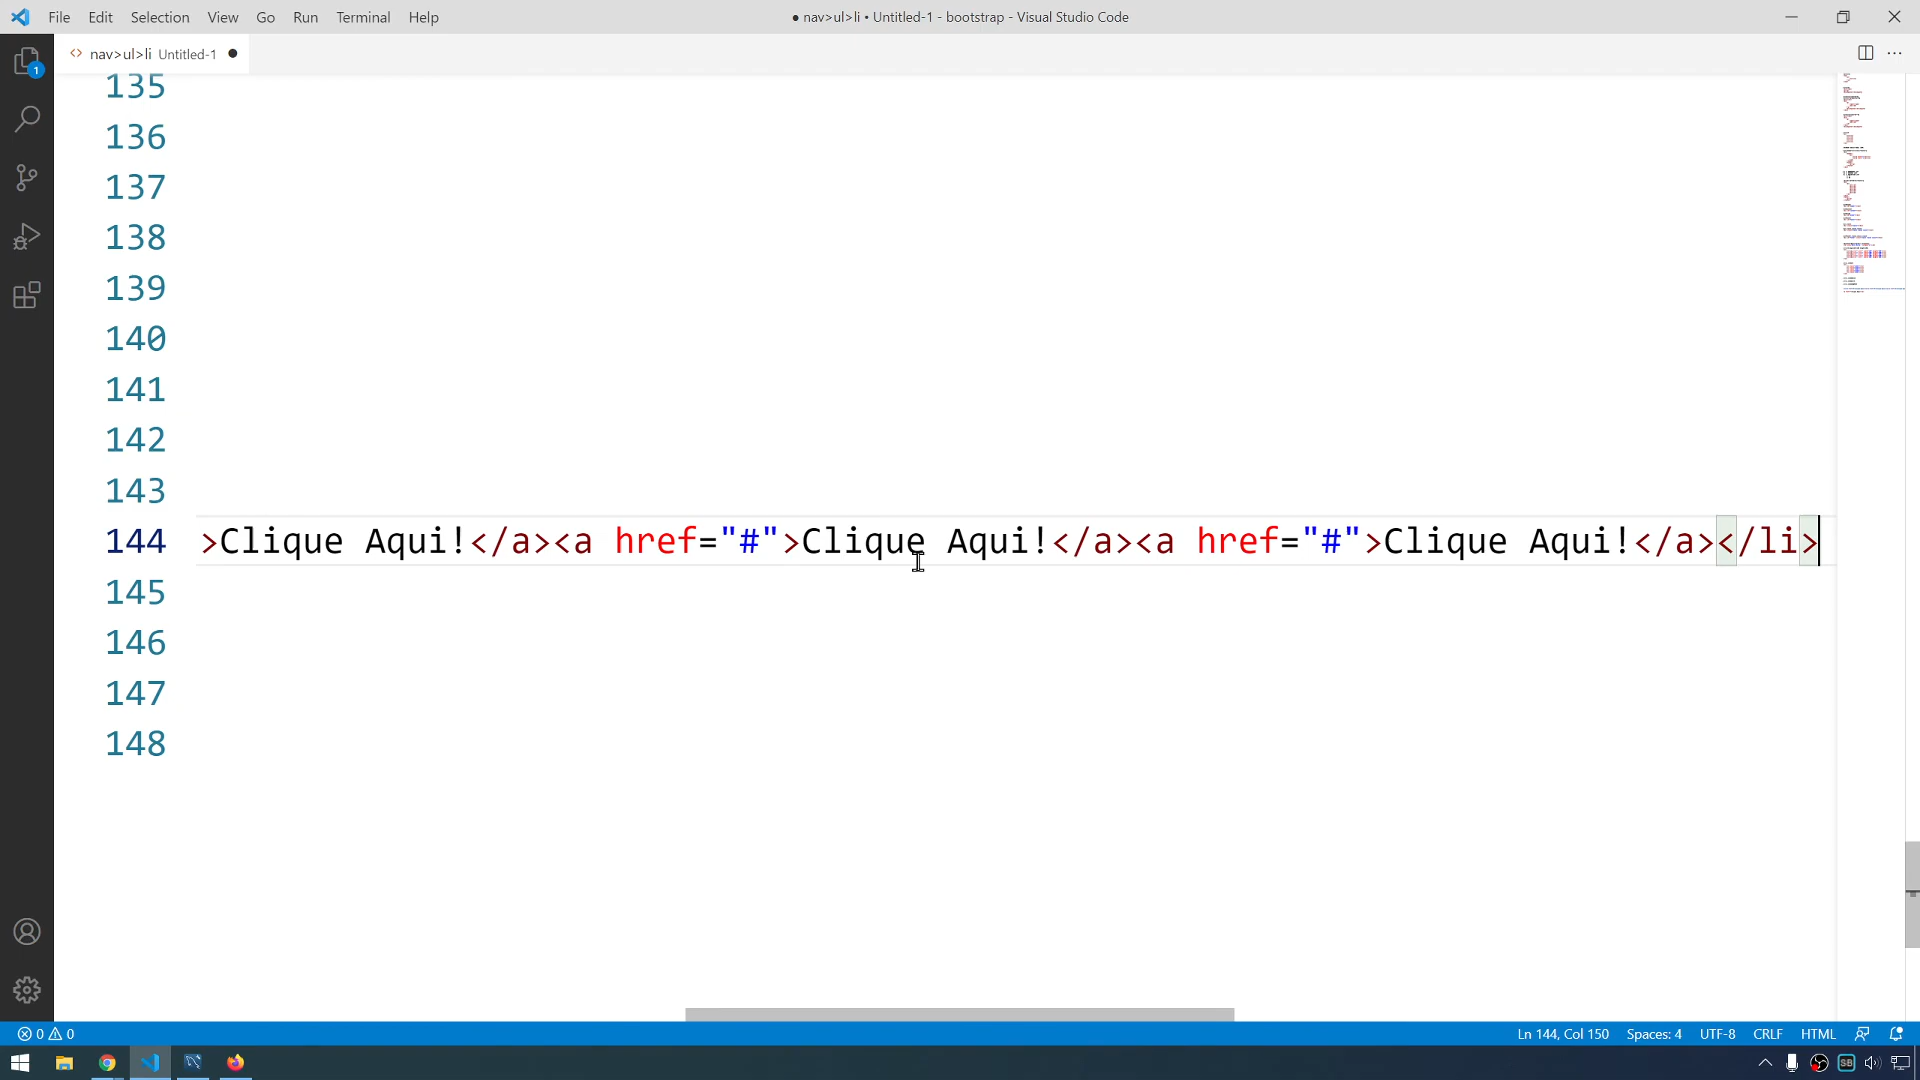 File Edit Selection View Go Run Terminal Help
● nav>ul>li • Untitled-1 - bootstrap - Visual Studio Code
nav>ul>li Untitled-1 ●
1
135
136
137
138
139
140
141
142
143
144 >Clique Aqui!</a><a href="#">Clique Aqui!</a><a href="#">Clique Aqui!</a></li>
145
146
147
148
0 0
Ln 144, Col 150 Spaces: 4 UTF-8 CRLF HTML
SB